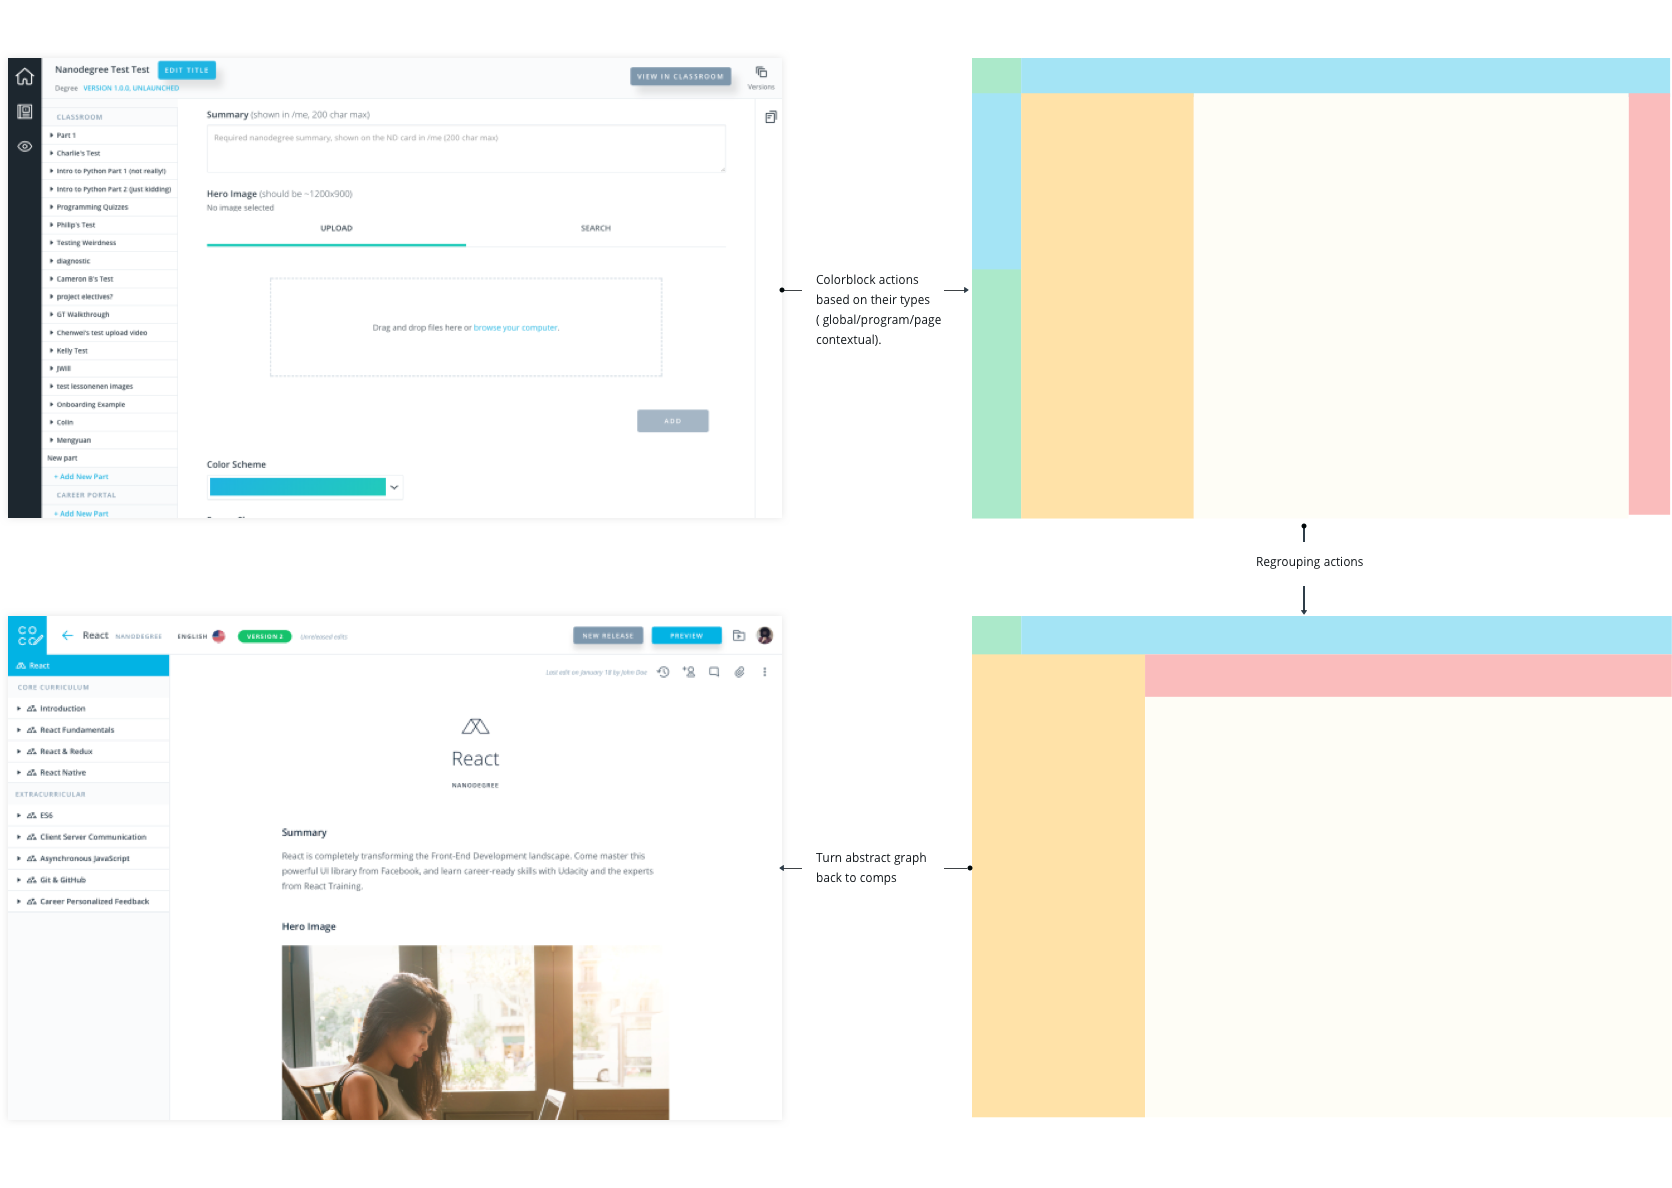 Nanodegree Test Test
EDIT TITLE
Degree VERSION 1.0.0, UNLAUNCHED
VIEW IN CLASSROOM
Versions
CLASSROOM
Part 1
Charlie's Test
Intro to Python Part 1 (not really!)
Intro to Python Part 2 (just kidding)
Programming Quizzes
Philip's Test
Testing Weirdness
diagnostic
Cameron B's Test
project electives?
GT Walkthrough
Chenwei's test upload video
Kelly Test
JWill
test lessonenen images
Onboarding Example
Colin
Mengyuan
New part
+ Add New Part
CAREER PORTAL
+ Add New Part
Summary (shown in /me, 200 char max)
Required nanodegree summary, shown on the ND card in /me (200 char max)
Hero Image (should be ~1200x900)
No image selected
UPLOAD
SEARCH
Drag and drop files here or browse your computer.
ADD
Color Scheme
Colorblock actions
based on their types
( global/program/page
contextual).
Regrouping actions
CO
CO
React NANODEGREE
ENGLISH
VERSION 2
Unreleased edits
NEW RELEASE
PREVIEW
React
CORE CURRICULUM
Introduction
React Fundamentals
React & Redux
React Native
EXTRACURRICULAR
ES6
Client Server Communication
Asynchronous JavaScript
Git & GitHub
Career Personalized Feedback
Last edit on January 18 by John Doe
React
NANODEGREE
Summary
React is completely transforming the Front-End Development landscape. Come master this
powerful UI library from Facebook, and learn career-ready skills with Udacity and the experts
from React Training.
Hero Image
Turn abstract graph
back to comps